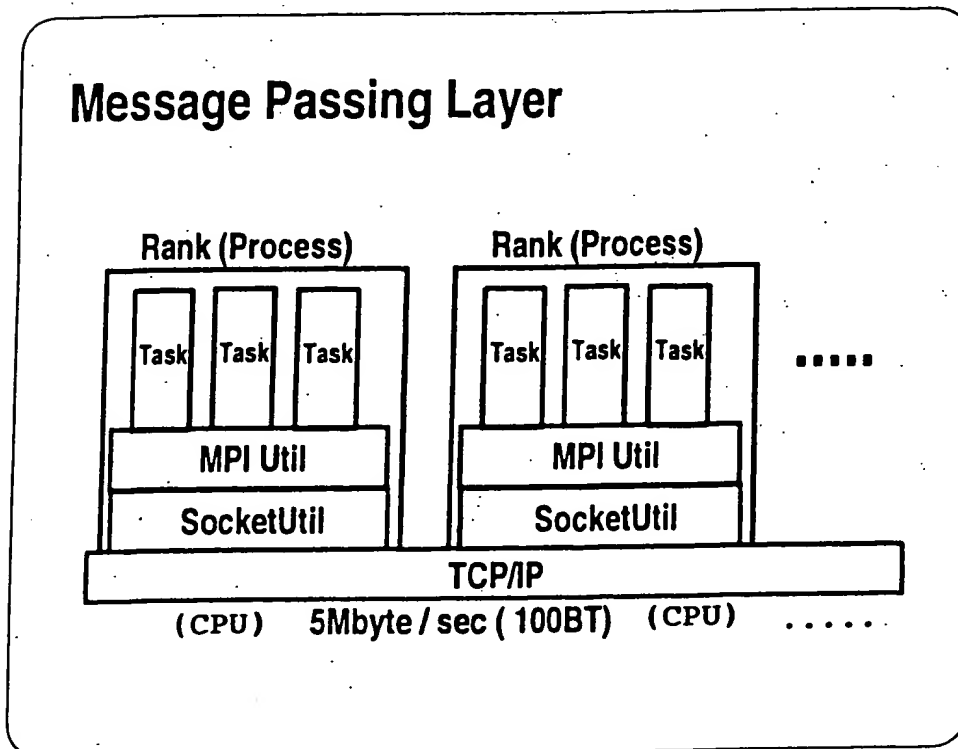 Message Passing Layer
Rank (Process) Rank (Process)
Task Task Task Task Task Task .....
MPI Util MPI Util
SocketUtil SocketUtil
TCP/IP
(CPU) 5Mbyte / sec ( 100BT) (CPU) .....